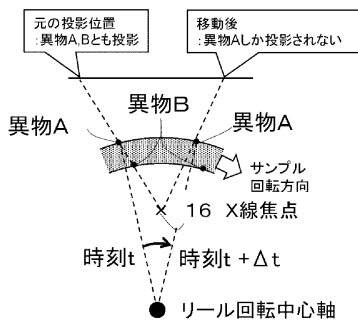 元の投影位置
:異物A,Bとも投影
移動後
:異物Aしか投影されない
異物B
異物A
異物A
サンプル
回転方向
16 X線焦点
時刻t
時刻t+Δt
リール回転中心軸